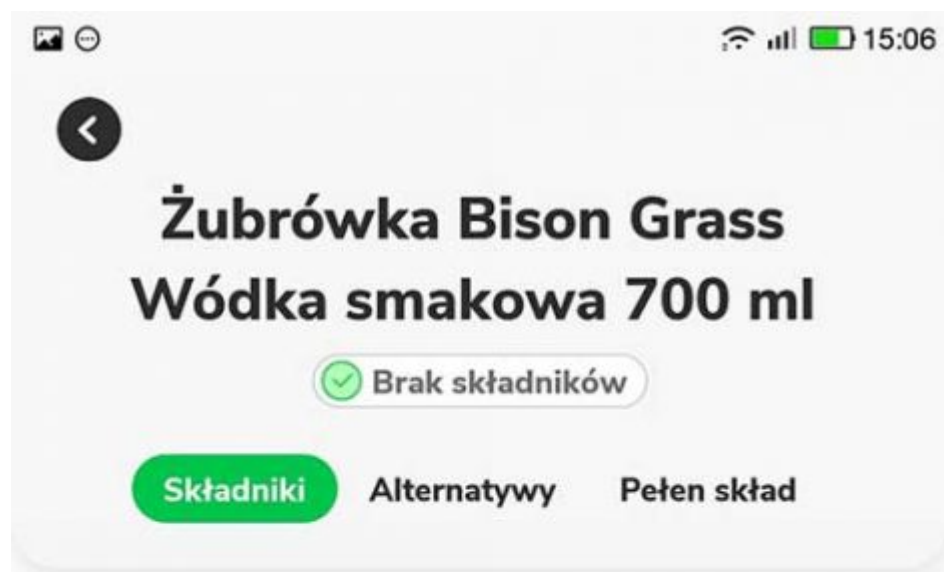 15:06
Żubrówka Bison Grass
Wódka smakowa 700 ml
Brak składników
Składniki Alternatywy Pełen skład